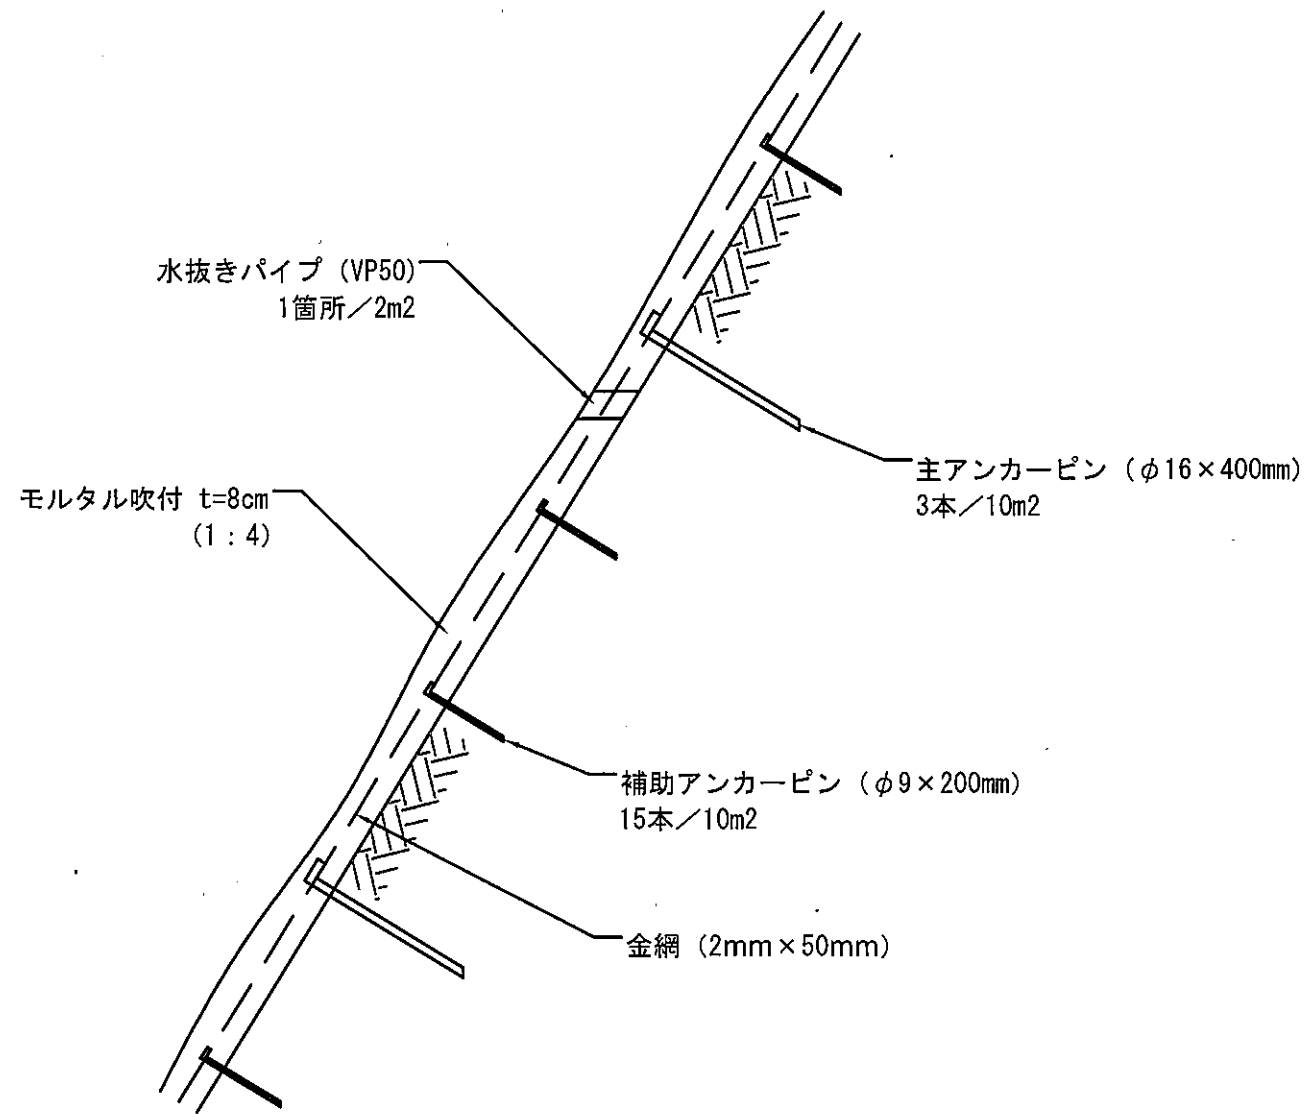 水抜きパイプ (VP50)
1箇所／2m2
主アンカーピン (φ16×400mm)
3本／10m2
モルタル吹付 t=8cm
(1：4)
補助アンカーピン (φ9×200mm)
15本／10m2
金網 (2mm×50mm)